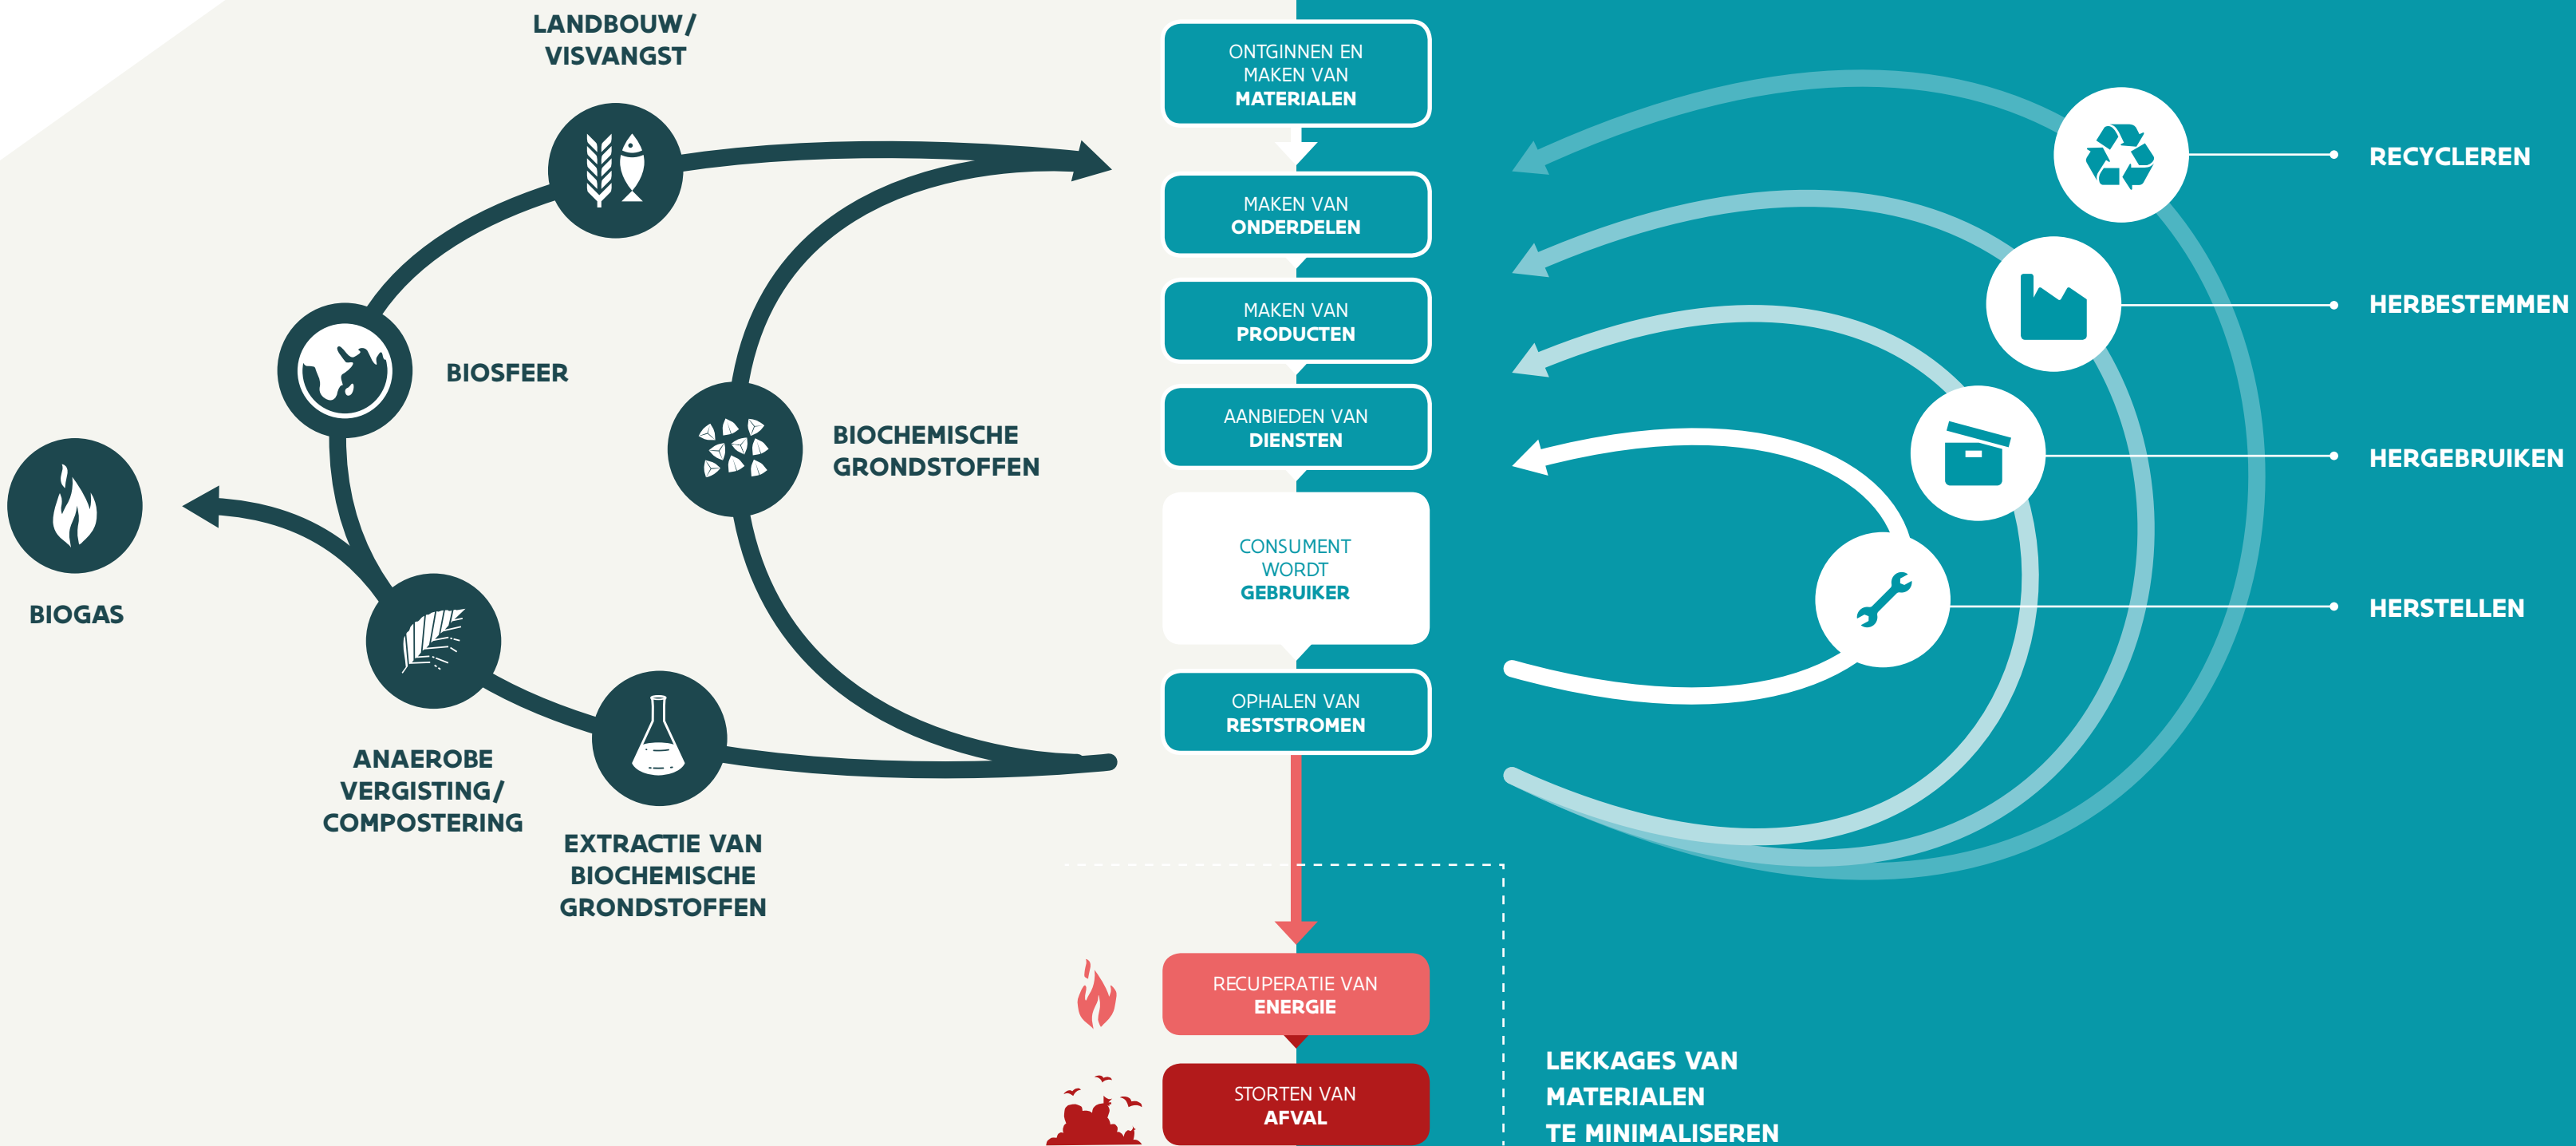 LANDBOUW/
VISVANGST
BIOSFEER
BIOGAS
BIOCHEMISCHE
GRONDSTOFFEN
ANAEROBE
VERGISTING/
COMPOSTERING
EXTRACTIE VAN
BIOCHEMISCHE
GRONDSTOFFEN
ONTGINNEN EN
MAKEN VAN
MATERIALEN
MAKEN VAN
ONDERDELEN
MAKEN VAN
PRODUCTEN
AANBIEDEN VAN
DIENSTEN
CONSUMENT
WORDT
GEBRUIKER
OPHALEN VAN
RESTSTROMEN
RECUPERATIE VAN
ENERGIE
STORTEN VAN
AFVAL
RECYCLEREN
HERBESTEMMEN
HERGEBRUIKEN
HERSTELLEN
LEKKAGES VAN
MATERIALEN
TE MINIMALISEREN